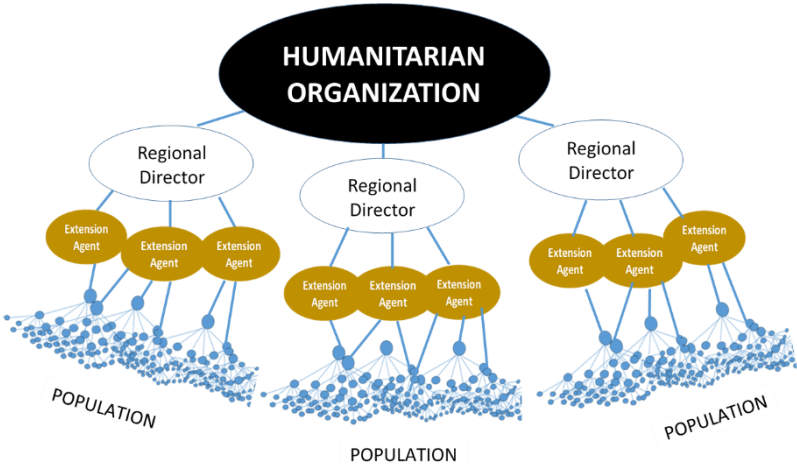 HUMANITARIAN
ORGANIZATION
Regional
Director
Regional
Director
Regional
Director
Extension
Agent
Extension
Agent
Extension
Agent
Extension
Agent
Extension
Agent
Extension
Agent
Extension
Agent
Extension
Agent
Extension
Agent
POPULATION
POPULATION
POPULATION